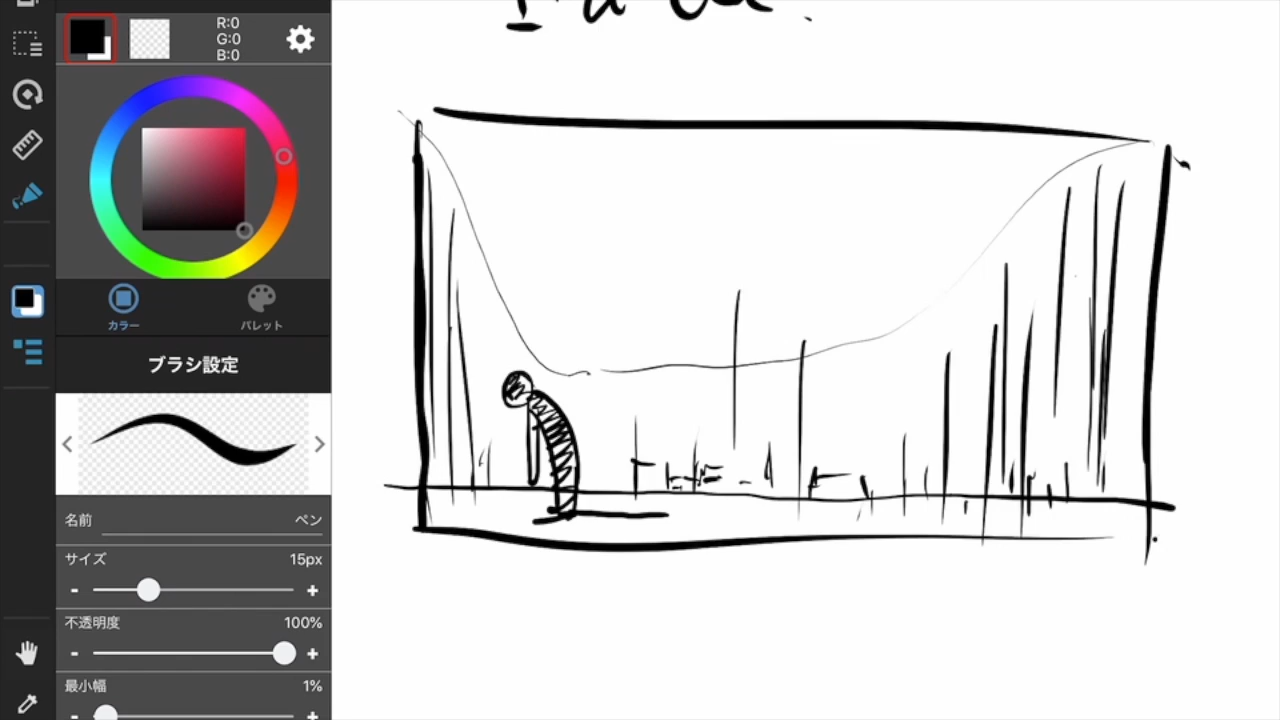 R:0
G:0
B:0
カラー
パレット
ブラシ設定
名前 ペン
サイズ 15px
- +
不透明度 100%
- +
最小幅 1%
- +